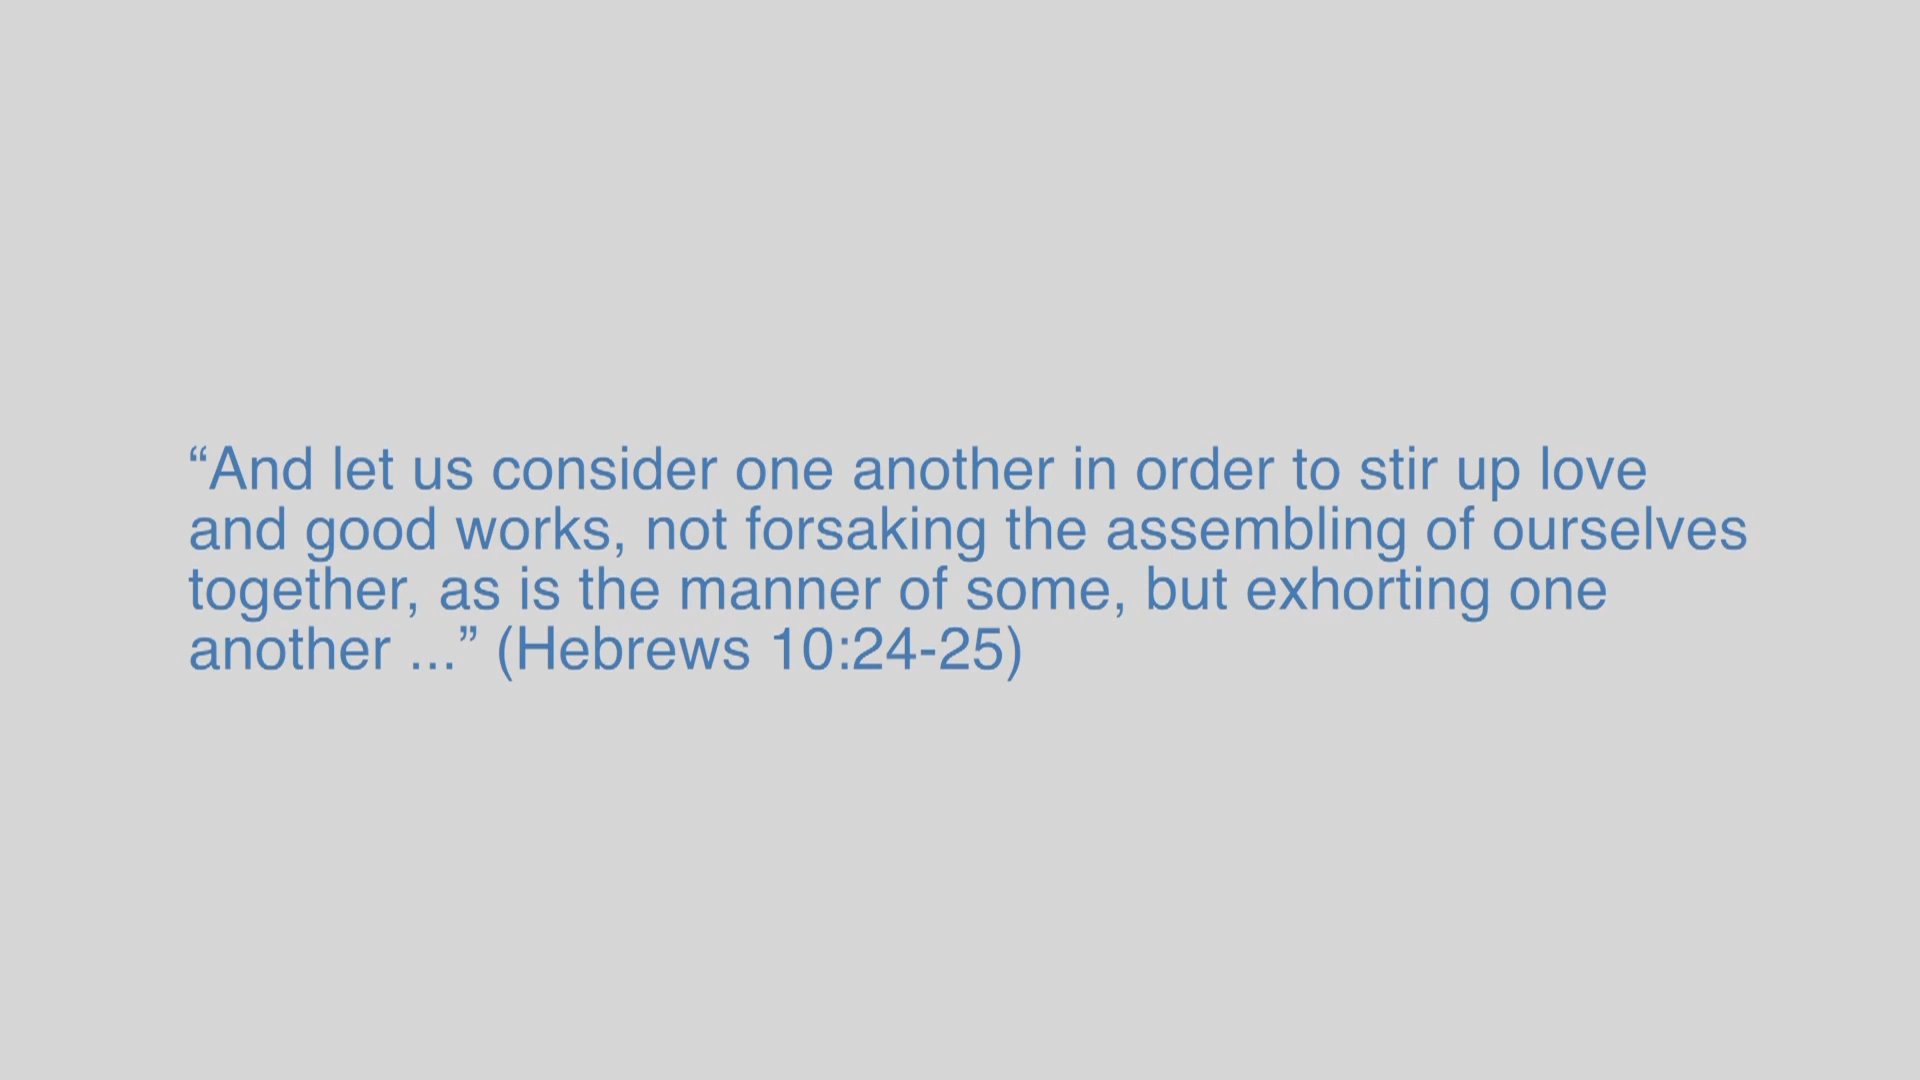 “And let us consider one another in order to stir up love
and good works, not forsaking the assembling of ourselves
together, as is the manner of some, but exhorting one
another ...” (Hebrews 10:24-25)